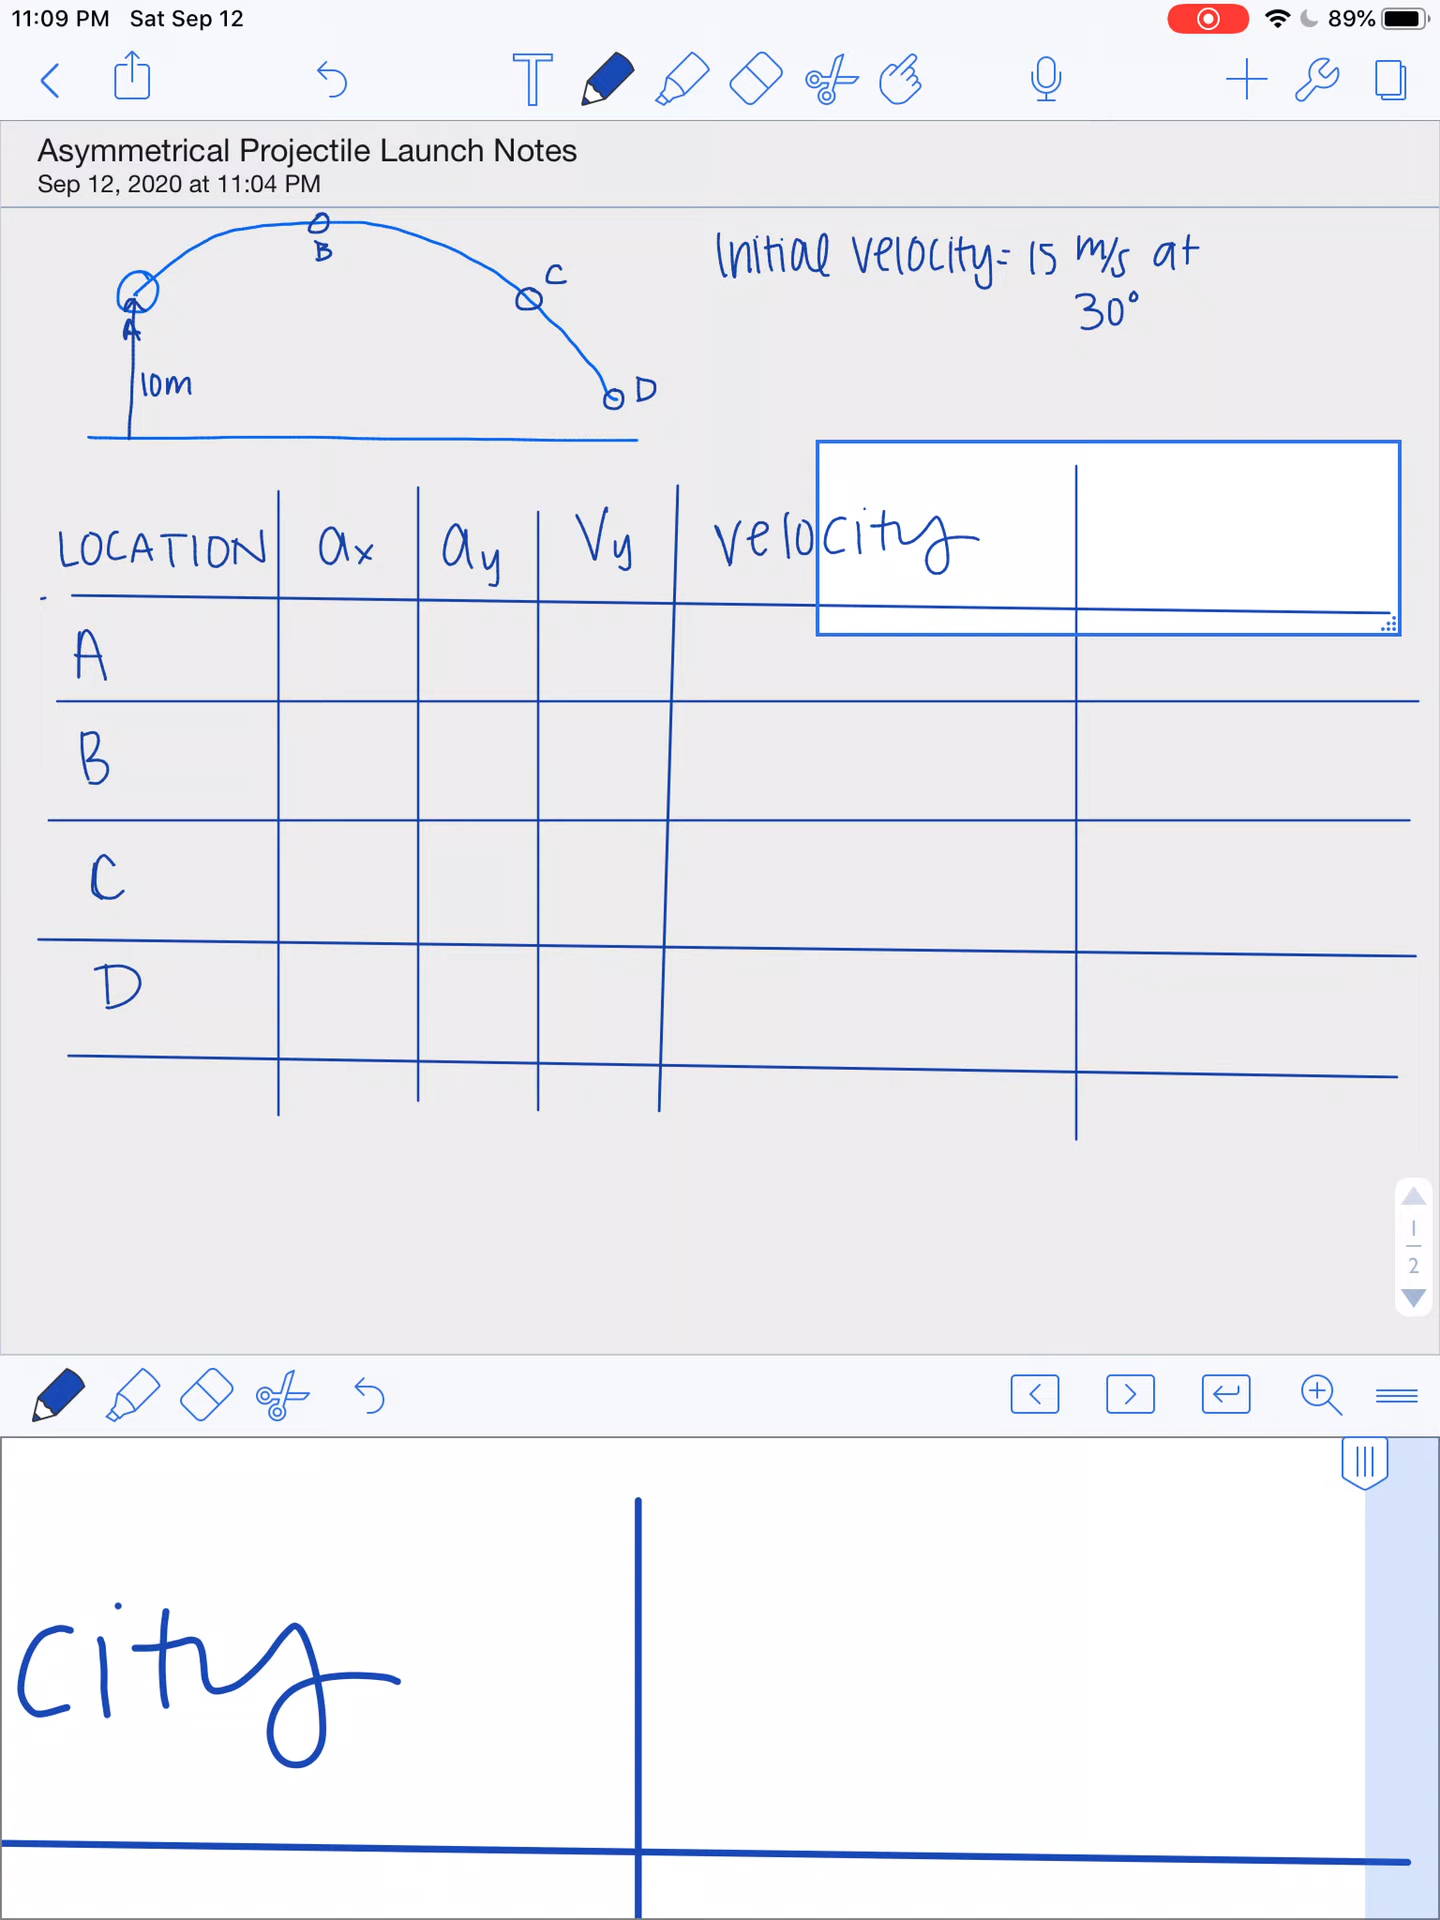 11:09 PM Sat Sep 12 89%
T
Asymmetrical Projectile Launch Notes
Sep 12, 2020 at 11:04 PM
B
Initial velocity = 15 m/s at
30°
C
A
10m
D
LOCATION ax ay Vy velocity
A
B
C
D
1
2
city